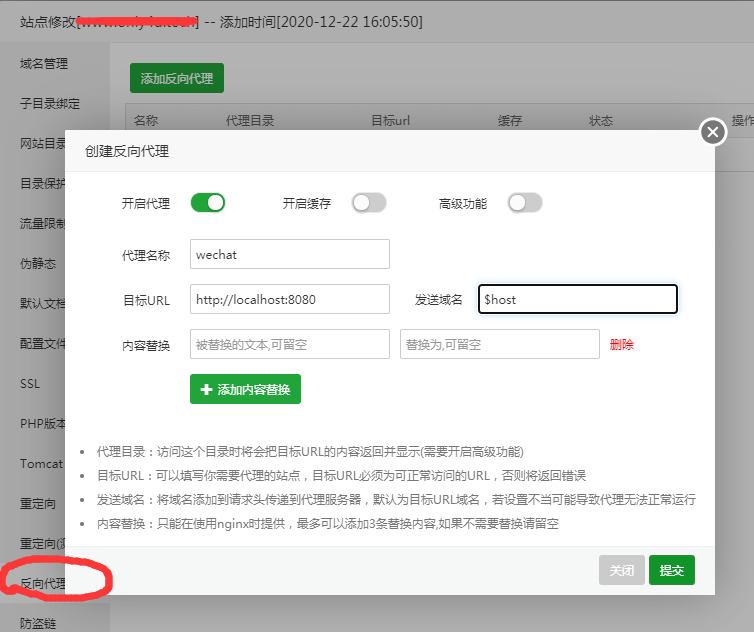 站点修改[] -- 添加时间[2020-12-22 16:05:50]
域名管理
子目录绑定
网站目录
目录保护
流量限制
伪静态
默认文档
配置文件
SSL
PHP版本
Tomcat
重定向
重定向(测
反向代理
防盗链
添加反向代理
名称 代理目录 目标url 缓存 状态 操作
创建反向代理
开启代理 开启缓存 高级功能
代理名称 wechat
目标URL http://localhost:8080 发送域名 $host
内容替换 被替换的文本,可留空 替换为,可留空 删除
添加内容替换
代理目录：访问这个目录时将会把目标URL的内容返回并显示(需要开启高级功能)
目标URL：可以填写你需要代理的站点，目标URL必须为可正常访问的URL，否则将返回错误
发送域名：将域名添加到请求头传递到代理服务器，默认为目标URL域名，若设置不当可能导致代理无法正常运行
内容替换：只能在使用nginx时提供，最多可以添加3条替换内容,如果不需要替换请留空
关闭 提交